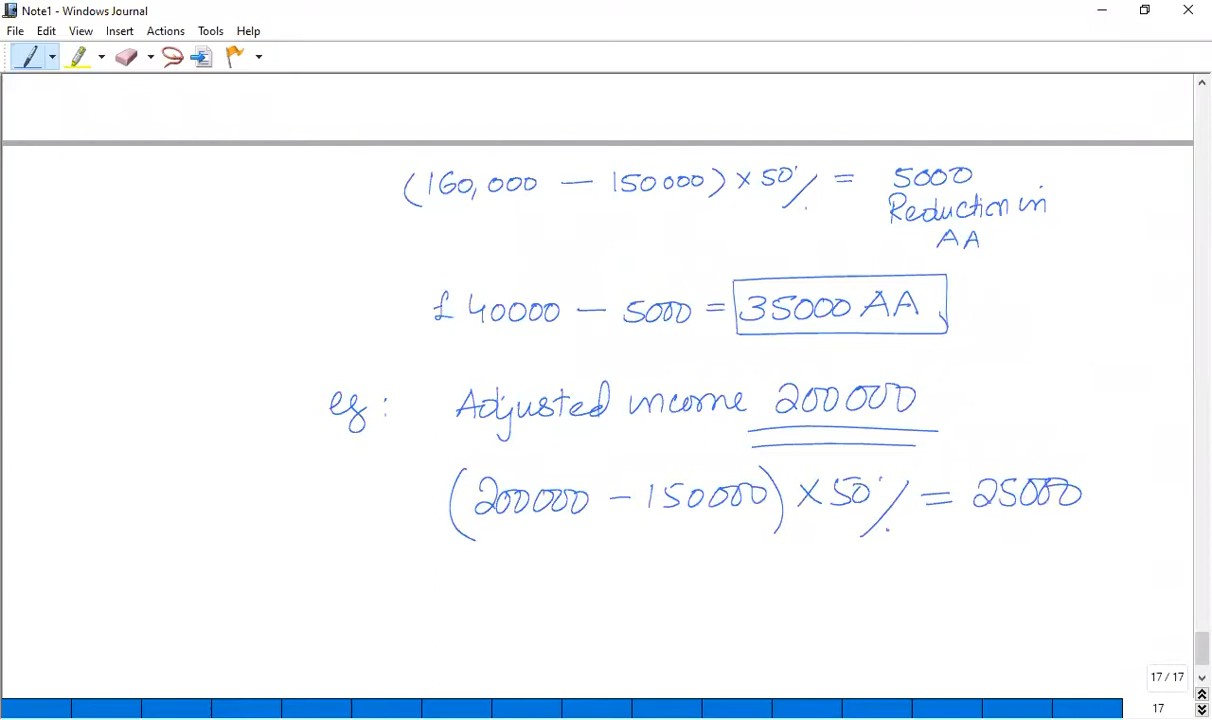 Note1 - Windows Journal
File Edit View Insert Actions Tools Help
(160,000 — 150000) × 50% = 5000
Reduction in
AA
£40000 — 5000 = 35000 AA
eg: Adjusted income 200000
(200000 - 150000) × 50% = 25000
17 / 17
17